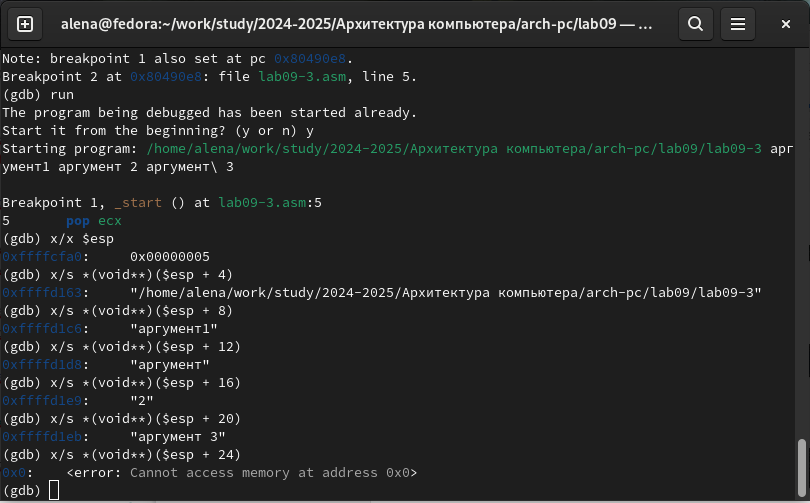 alena@fedora:~/work/study/2024-2025/Архитектура компьютера/arch-pc/lab09 — ...
Note: breakpoint 1 also set at pc 0x80490e8.
Breakpoint 2 at 0x80490e8: file lab09-3.asm, line 5.
(gdb) run
The program being debugged has been started already.
Start it from the beginning? (y or n) y
Starting program: /home/alena/work/study/2024-2025/Архитектура компьютера/arch-pc/lab09/lab09-3 арг
умент1 аргумент 2 аргумент\ 3
Breakpoint 1, _start () at lab09-3.asm:5
5       pop ecx
(gdb) x/x $esp
0xffffcfa0:     0x00000005
(gdb) x/s *(void**)($esp + 4)
0xffffd163:     "/home/alena/work/study/2024-2025/Архитектура компьютера/arch-pc/lab09/lab09-3"
(gdb) x/s *(void**)($esp + 8)
0xffffd1c6:     "аргумент1"
(gdb) x/s *(void**)($esp + 12)
0xffffd1d8:     "аргумент"
(gdb) x/s *(void**)($esp + 16)
0xffffd1e9:     "2"
(gdb) x/s *(void**)($esp + 20)
0xffffd1eb:     "аргумент 3"
(gdb) x/s *(void**)($esp + 24)
0x0:    <error: Cannot access memory at address 0x0>
(gdb)